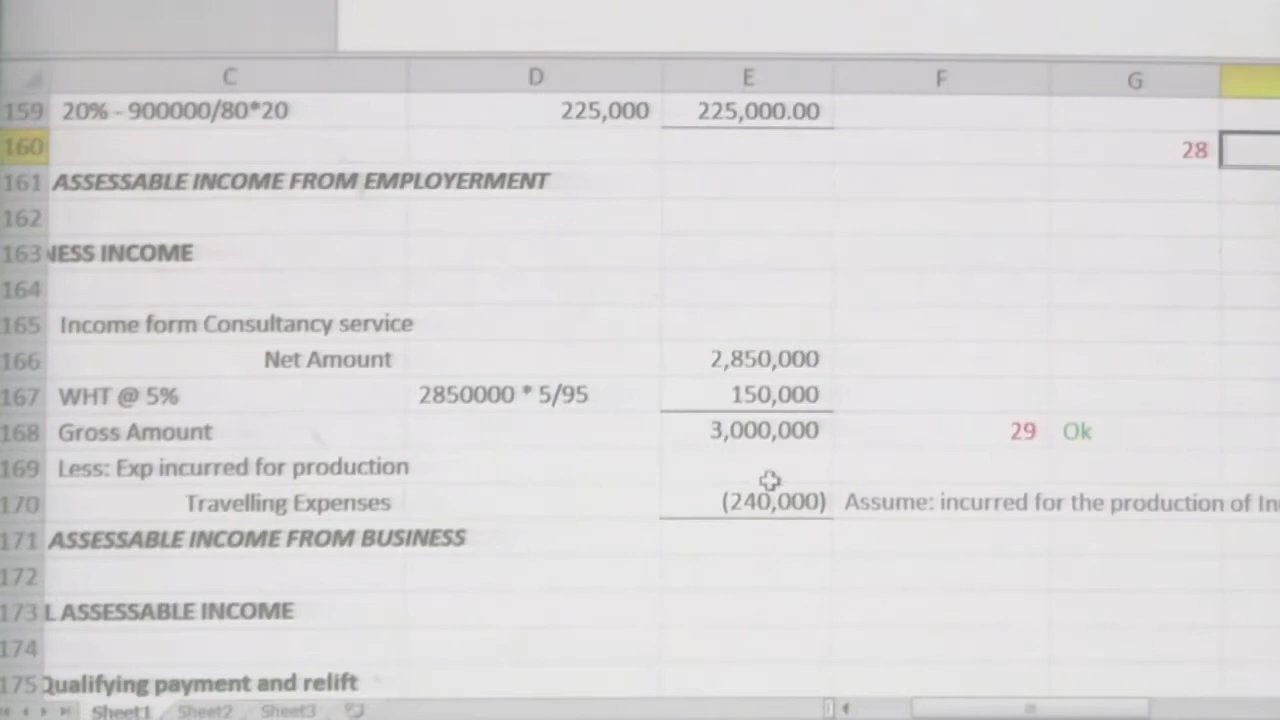 C D E F G
159 20% - 900000/80*20 225,000 225,000.00
160 28
161 ASSESSABLE INCOME FROM EMPLOYERMENT
162
163 NESS INCOME
164
165 Income form Consultancy service
166 Net Amount 2,850,000
167 WHT @ 5% 2850000 * 5/95 150,000
168 Gross Amount 3,000,000 29 Ok
169 Less: Exp incurred for production
170 Travelling Expenses (240,000) Assume: incurred for the production of In
171 ASSESSABLE INCOME FROM BUSINESS
172
173 L ASSESSABLE INCOME
174
175 Qualifying payment and relift
Sheet1 Sheet2 Sheet3